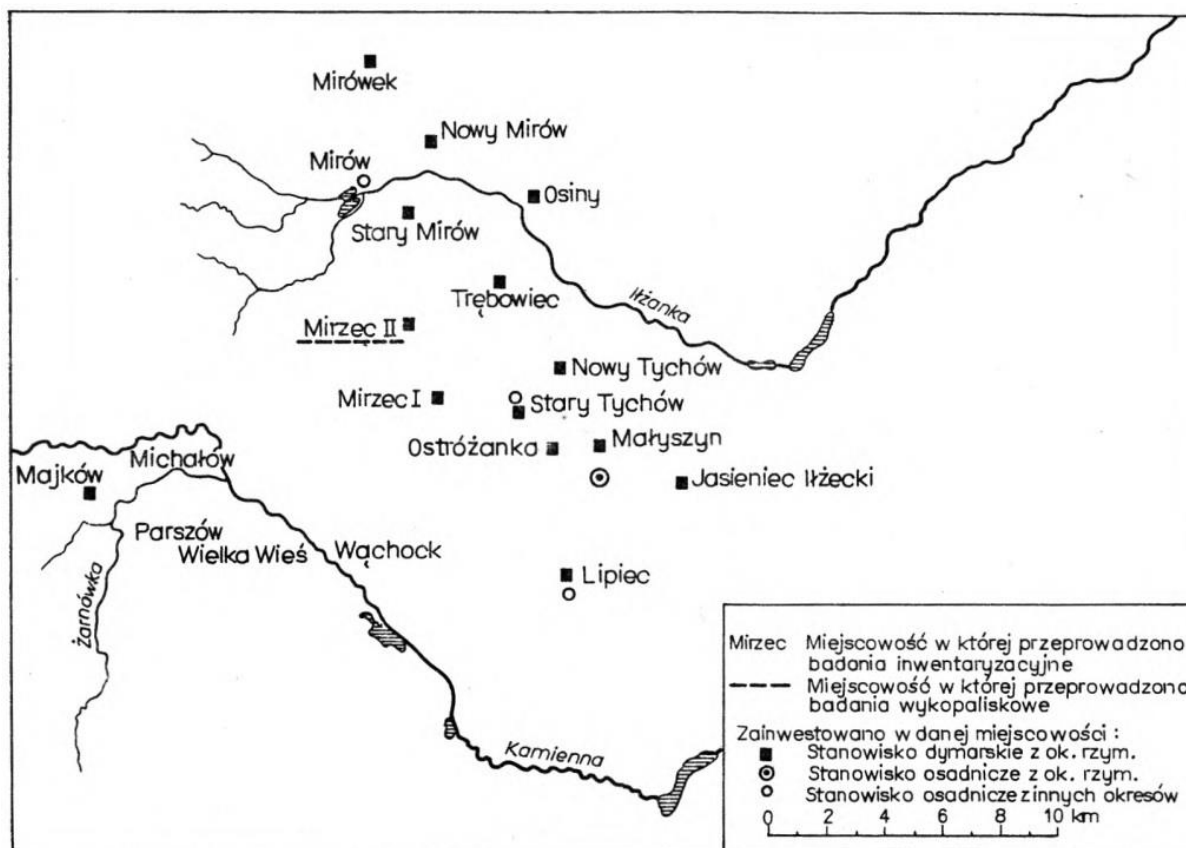 Mirówek
Nowy Mirów
Mirów
Osiny
Stary Mirów
Trębowiec
Iłżanka
Mirzec II
Nowy Tychów
Mirzec I
Stary Tychów
Ostróżanka
Małyszyn
Michałów
Majków
Jasieniec Iłżecki
Parszów
Wielka Wieś
Wąchock
Lipiec
Żarnówka
Kamienna
Mirzec Miejscowość w której przeprowadzono
badania inwentaryzacyjne
Miejscowość w której przeprowadzono
badania wykopaliskowe
Zainwestowano w danej miejscowości :
Stanowisko dymarskie z ok. rzym.
Stanowisko osadnicze z ok. rzym.
Stanowisko osadnicze z innych okresów
0 2 4 6 8 10 km